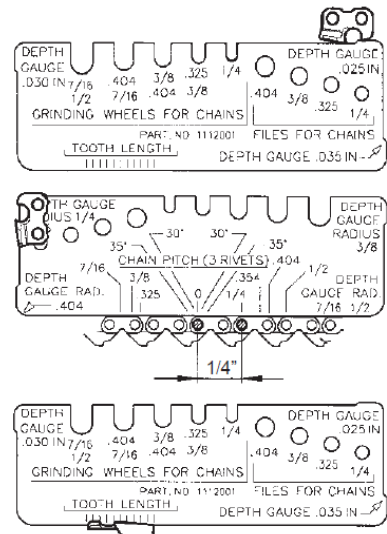 DEPTH GAUGE .030 IN
7/16 .404 3/8 .325 1/4
1/2 7/16 .404 3/8
GRINDING WHEELS FOR CHAINS
PART. NO 1112001
TOOTH LENGTH
DEPTH GAUGE .025 IN
.404 3/8 .325 1/4
FILES FOR CHAINS
DEPTH GAUGE .035 IN
TH GAUGE
IUS 1/4
DEPTH GAUGE RADIUS 3/8
30° 30°
35° 35°
CHAIN PITCH (3 RIVETS)
7/16 3/8 .325 0 1/4 .354 .404 1/2
DEPTH GAUGE RAD. .404
DEPTH GAUGE RAD. 7/16 1/2
1/4"
DEPTH GAUGE .030 IN
7/16 .404 3/8 .325 1/4
1/2 7/16 .404 3/8
GRINDING WHEELS FOR CHAINS
PART. NO 1112001
TOOTH LENGTH
DEPTH GAUGE .025 IN
.404 3/8 .325 1/4
FILES FOR CHAINS
DEPTH GAUGE .035 IN